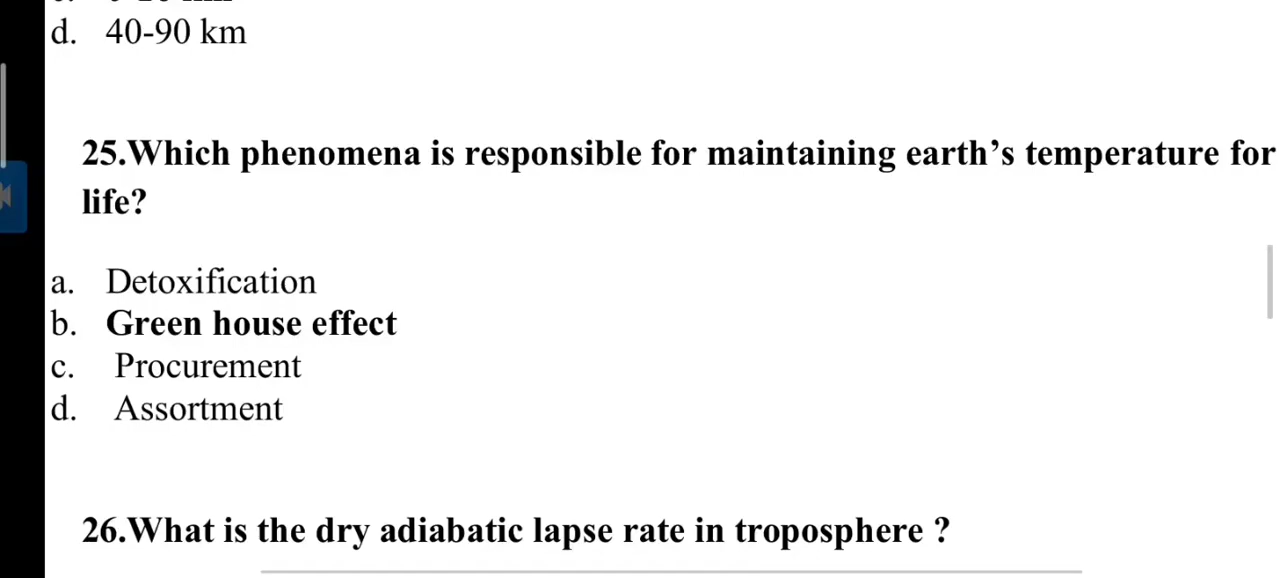 d. 40-90 km
25.Which phenomena is responsible for maintaining earth’s temperature for
life?
a. Detoxification
b. Green house effect
c. Procurement
d. Assortment
26.What is the dry adiabatic lapse rate in troposphere ?